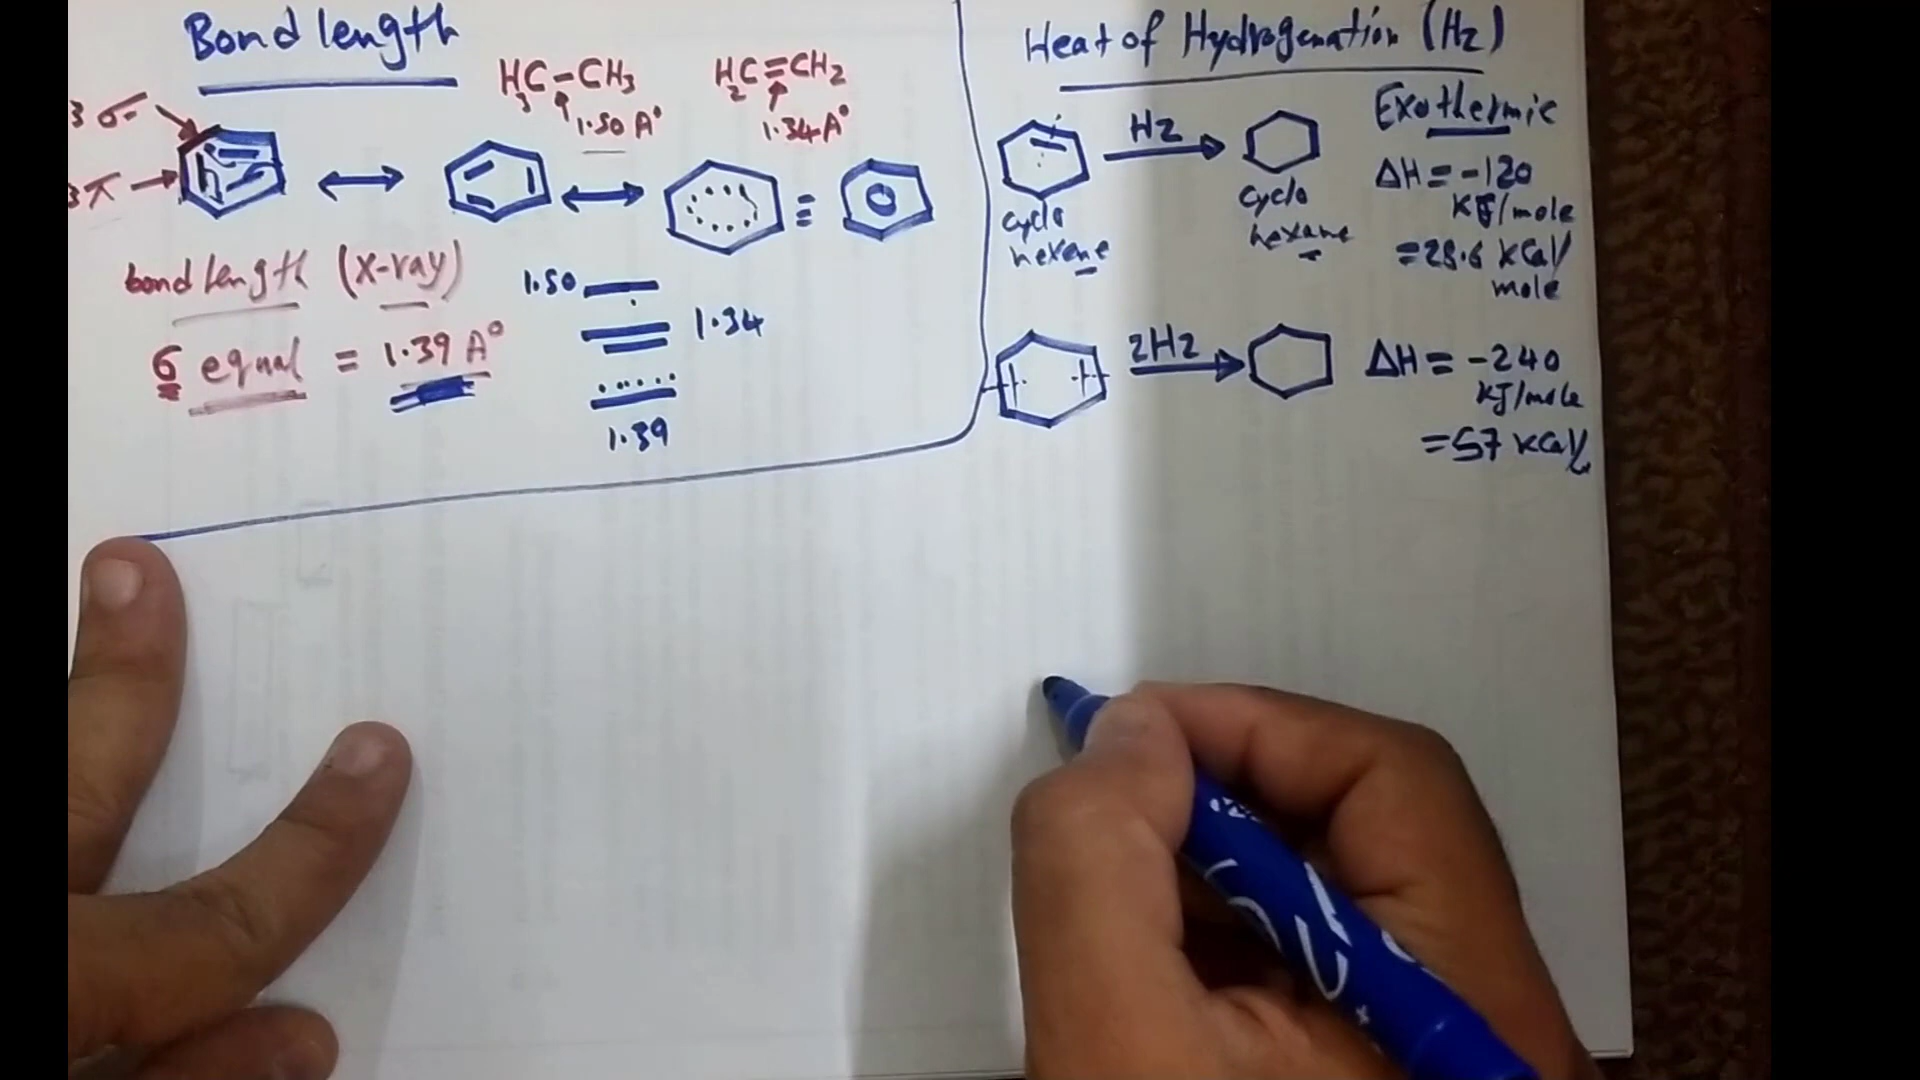 Bond length
H3C-CH3
1.50 A°
H2C=CH2
1.34A°
3 σ
3π
bond length (x-ray)
6 equal = 1.39 A°
1.50
1.34
1.39
Heat of Hydrogenation (H2)
H2
cyclo
hexene
cyclo
hexane
Exothermic
ΔH = -120
KJ/mole
=28.6 kCal/
mole
2H2
ΔH = -240
KJ/mole
=57 kCal/